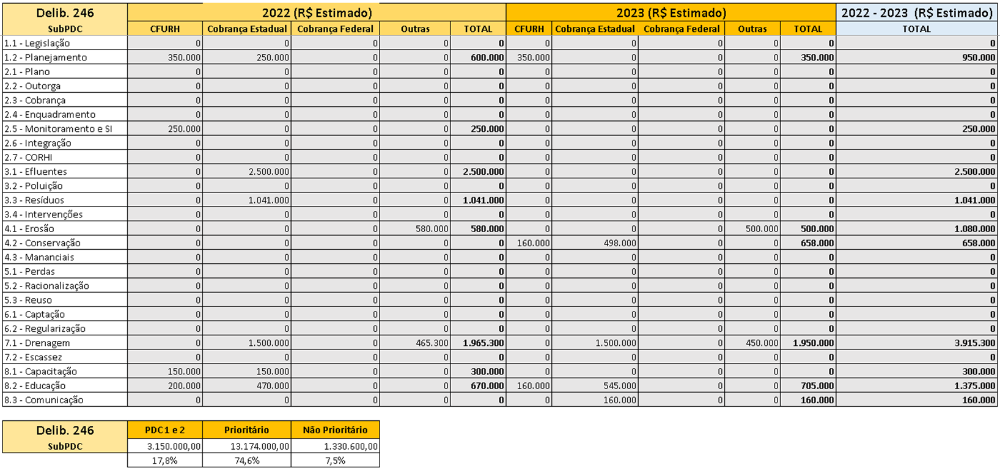 Delib. 246 2022 (R$ Estimado) 2023 (R$ Estimado) 2022 - 2023 (R$ Estimado)
SubPDC CFURH Cobrança Estadual Cobrança Federal Outras TOTAL CFURH Cobrança Estadual Cobrança Federal Outras TOTAL TOTAL
1.1 - Legislação 0 0 0 0 0 0 0 0 0 0 0
1.2 - Planejamento 350.000 250.000 0 0 600.000 350.000 0 0 0 350.000 950.000
2.1 - Plano 0 0 0 0 0 0 0 0 0 0 0
2.2 - Outorga 0 0 0 0 0 0 0 0 0 0 0
2.3 - Cobrança 0 0 0 0 0 0 0 0 0 0 0
2.4 - Enquadramento 0 0 0 0 0 0 0 0 0 0 0
2.5 - Monitoramento e SI 250.000 0 0 0 250.000 0 0 0 0 0 250.000
2.6 - Integração 0 0 0 0 0 0 0 0 0 0 0
2.7 - CORHI 0 0 0 0 0 0 0 0 0 0 0
3.1 - Efluentes 0 2.500.000 0 0 2.500.000 0 0 0 0 0 2.500.000
3.2 - Poluição 0 0 0 0 0 0 0 0 0 0 0
3.3 - Resíduos 0 1.041.000 0 0 1.041.000 0 0 0 0 0 1.041.000
3.4 - Intervenções 0 0 0 0 0 0 0 0 0 0 0
4.1 - Erosão 0 0 0 580.000 580.000 0 0 0 500.000 500.000 1.080.000
4.2 - Conservação 0 0 0 0 0 160.000 498.000 0 0 658.000 658.000
4.3 - Mananciais 0 0 0 0 0 0 0 0 0 0 0
5.1 - Perdas 0 0 0 0 0 0 0 0 0 0 0
5.2 - Racionalização 0 0 0 0 0 0 0 0 0 0 0
5.3 - Reuso 0 0 0 0 0 0 0 0 0 0 0
6.1 - Captação 0 0 0 0 0 0 0 0 0 0 0
6.2 - Regularização 0 0 0 0 0 0 0 0 0 0 0
7.1 - Drenagem 0 1.500.000 0 465.300 1.965.300 0 1.500.000 0 450.000 1.950.000 3.915.300
7.2 - Escassez 0 0 0 0 0 0 0 0 0 0 0
8.1 - Capacitação 150.000 150.000 0 0 300.000 0 0 0 0 0 300.000
8.2 - Educação 200.000 470.000 0 0 670.000 160.000 545.000 0 0 705.000 1.375.000
8.3 - Comunicação 0 0 0 0 0 0 160.000 0 0 160.000 160.000
Delib. 246 PDC1 e 2 Prioritário Não Prioritário
SubPDC 3.150.000,00 13.174.000,00 1.330.600,00
17,8% 74,6% 7,5%